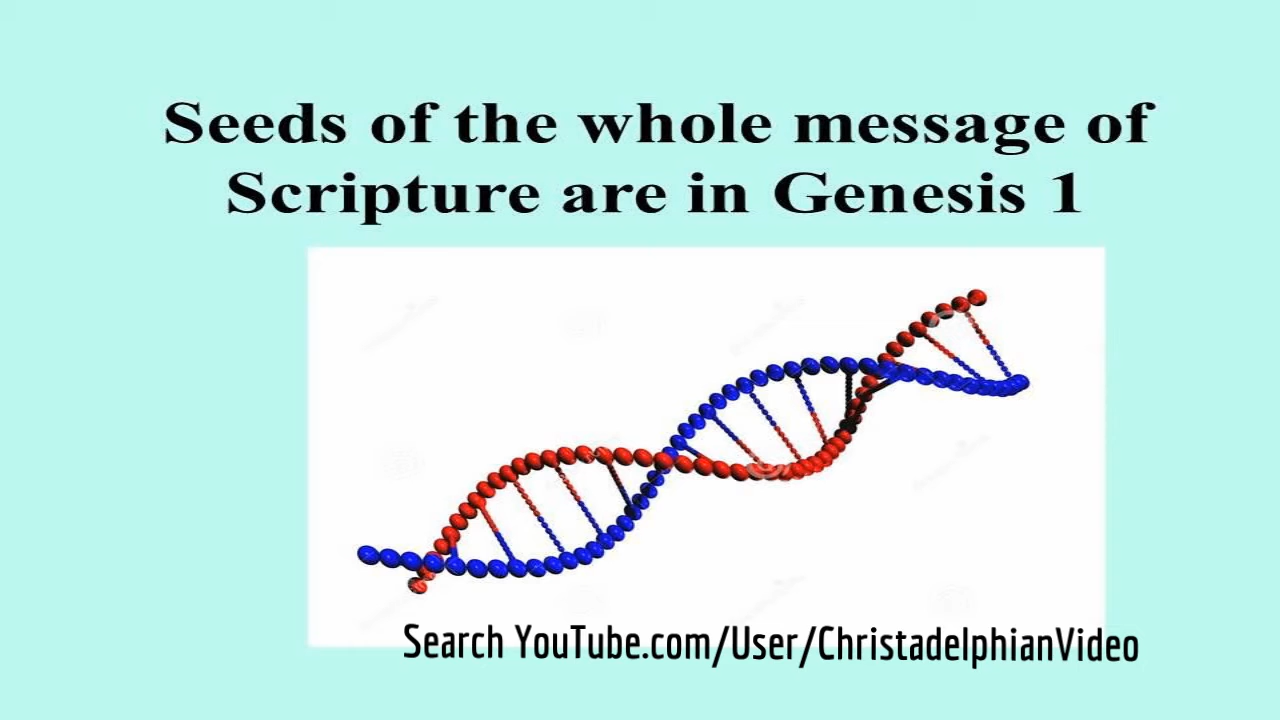 Seeds of the whole message of
Scripture are in Genesis 1
Search YouTube.com/User/ChristadelphianVideo